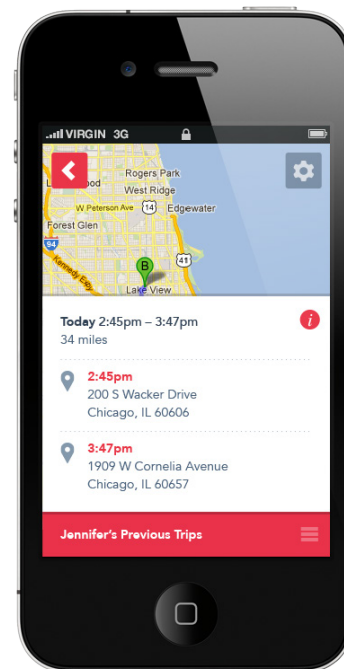 VIRGIN 3G
Rogers Park
West Ridge
W Peterson Ave 14 Edgewater
Forest Glen
94
41
Kennedy Expy
B
Lake View
Today 2:45pm – 3:47pm
i
34 miles
2:45pm
200 S Wacker Drive
Chicago, IL 60606
3:47pm
1909 W Cornelia Avenue
Chicago, IL 60657
Jennifer's Previous Trips